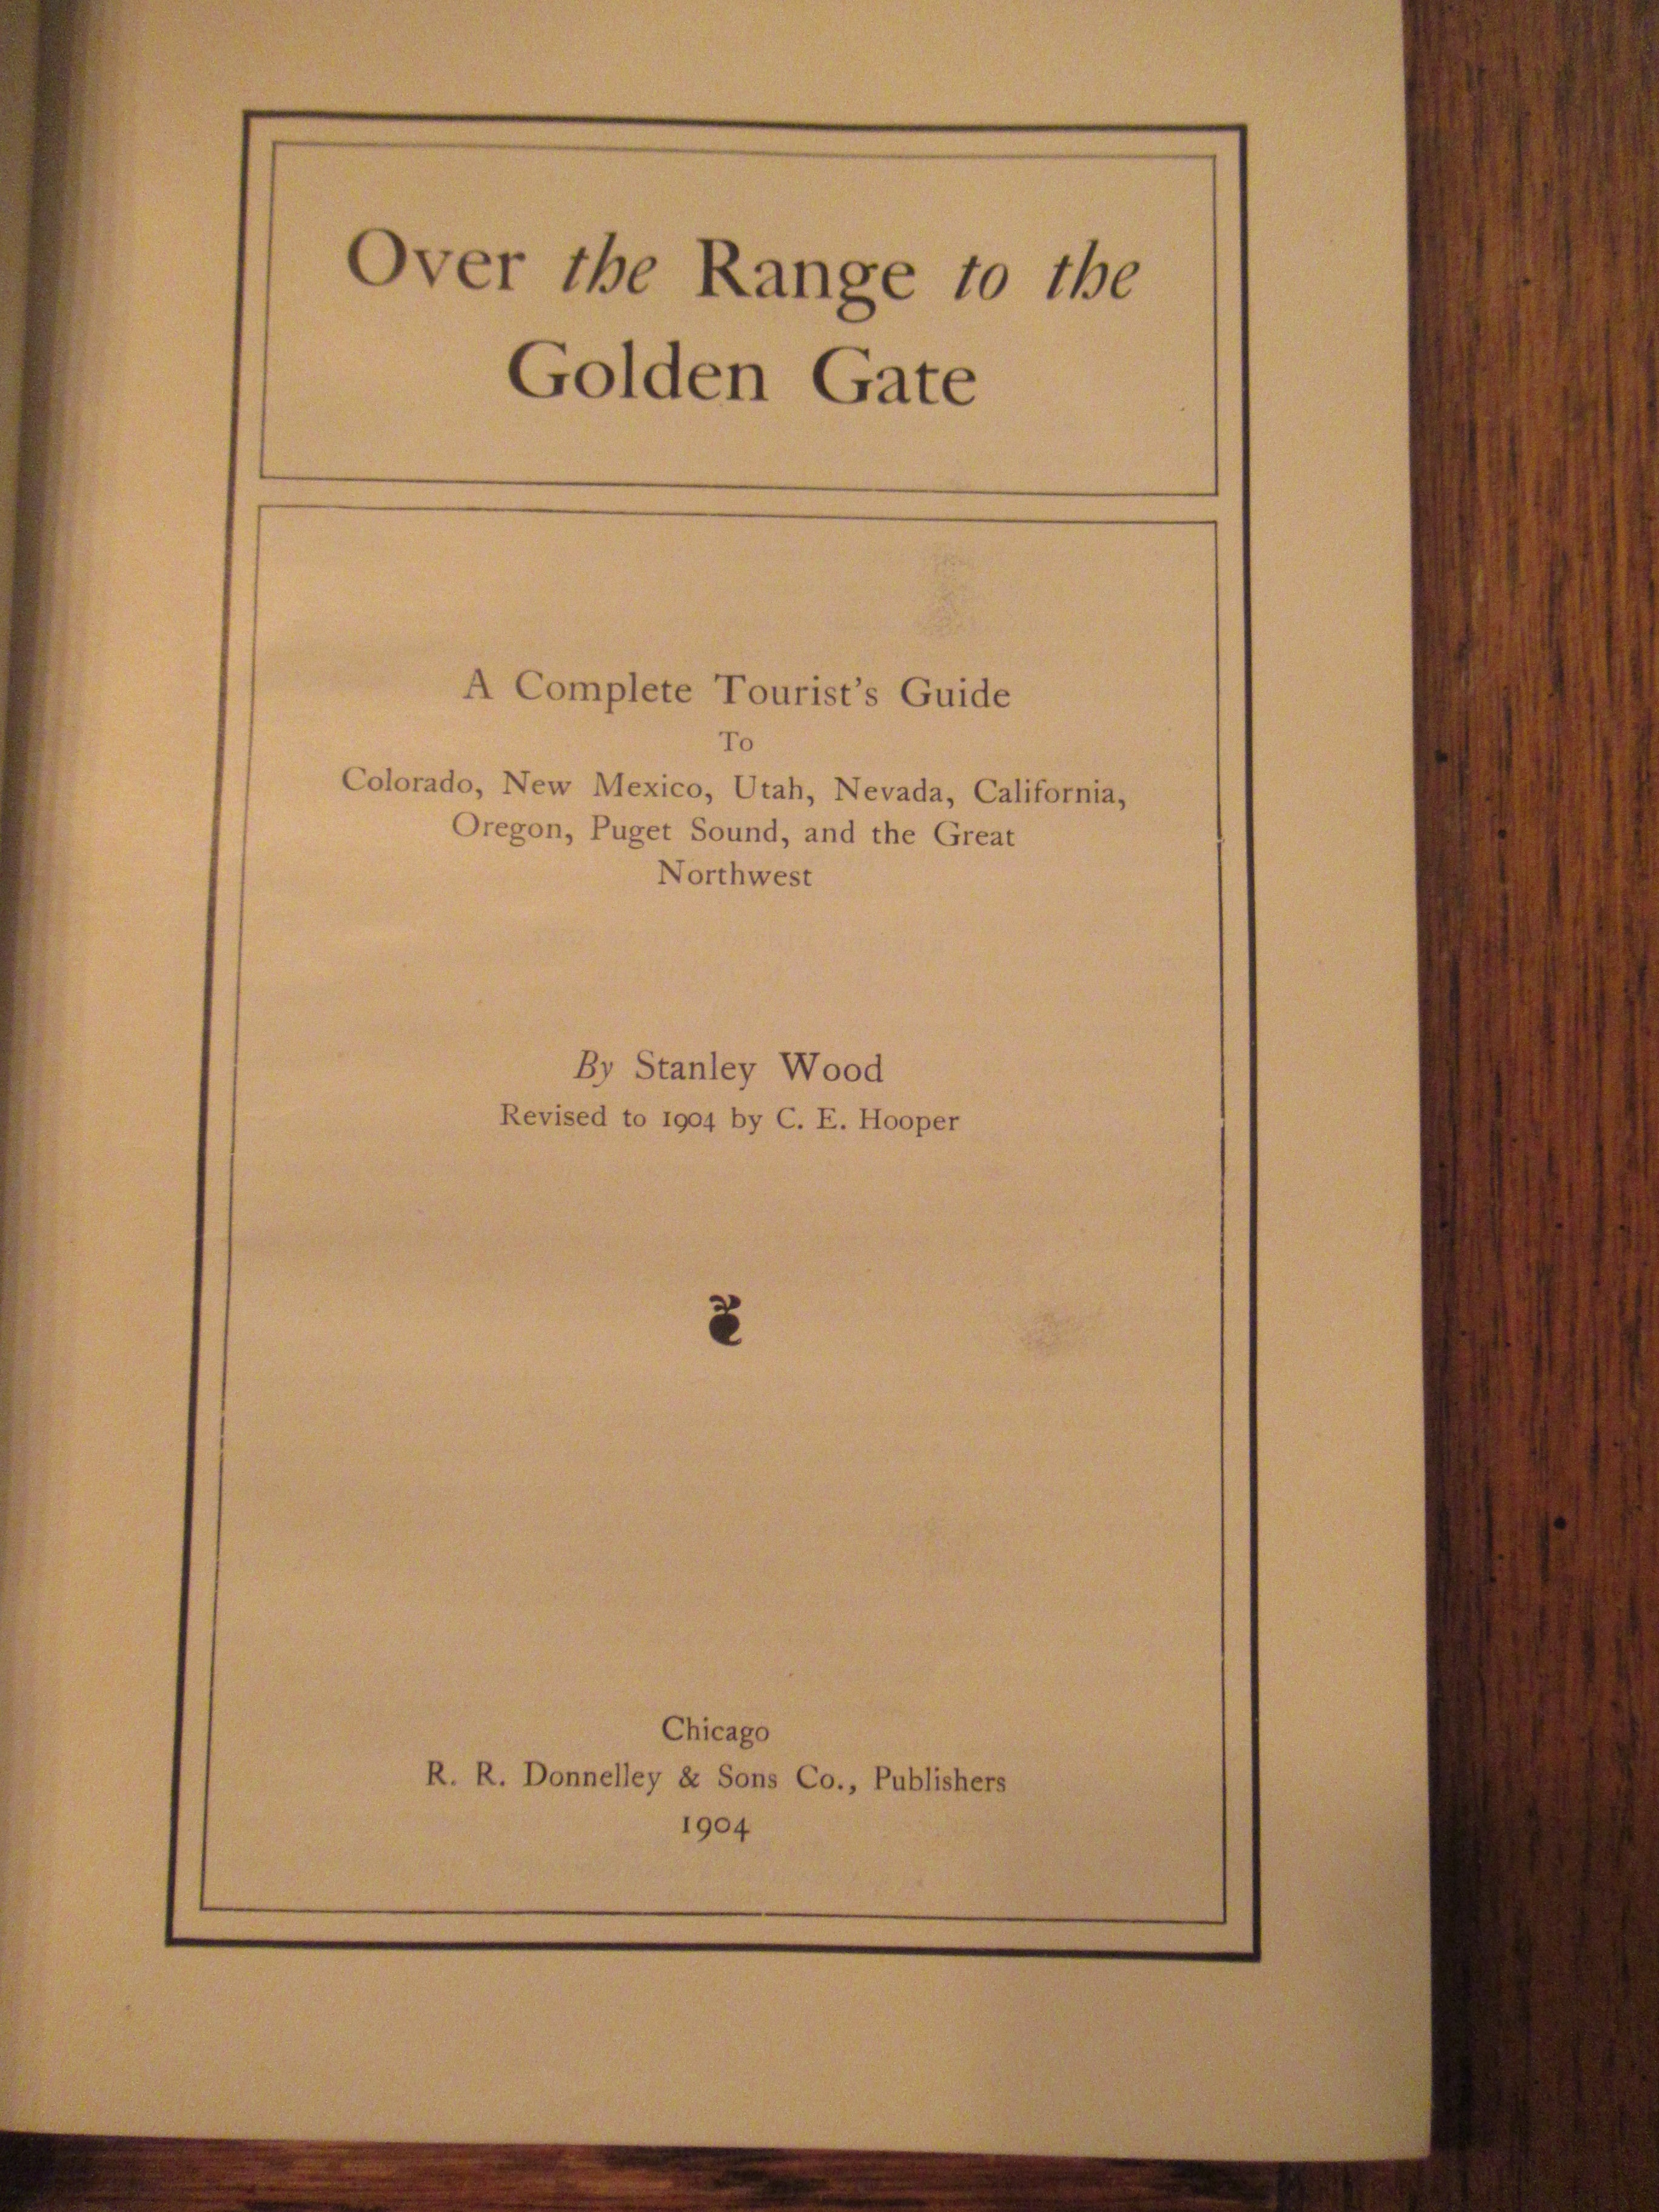 Over the Range to the
Golden Gate
A Complete Tourist's Guide
To
Colorado, New Mexico, Utah, Nevada, California,
Oregon, Puget Sound, and the Great
Northwest
By Stanley Wood
Revised to 1904 by C. E. Hooper
Chicago
R. R. Donnelley & Sons Co., Publishers
1904